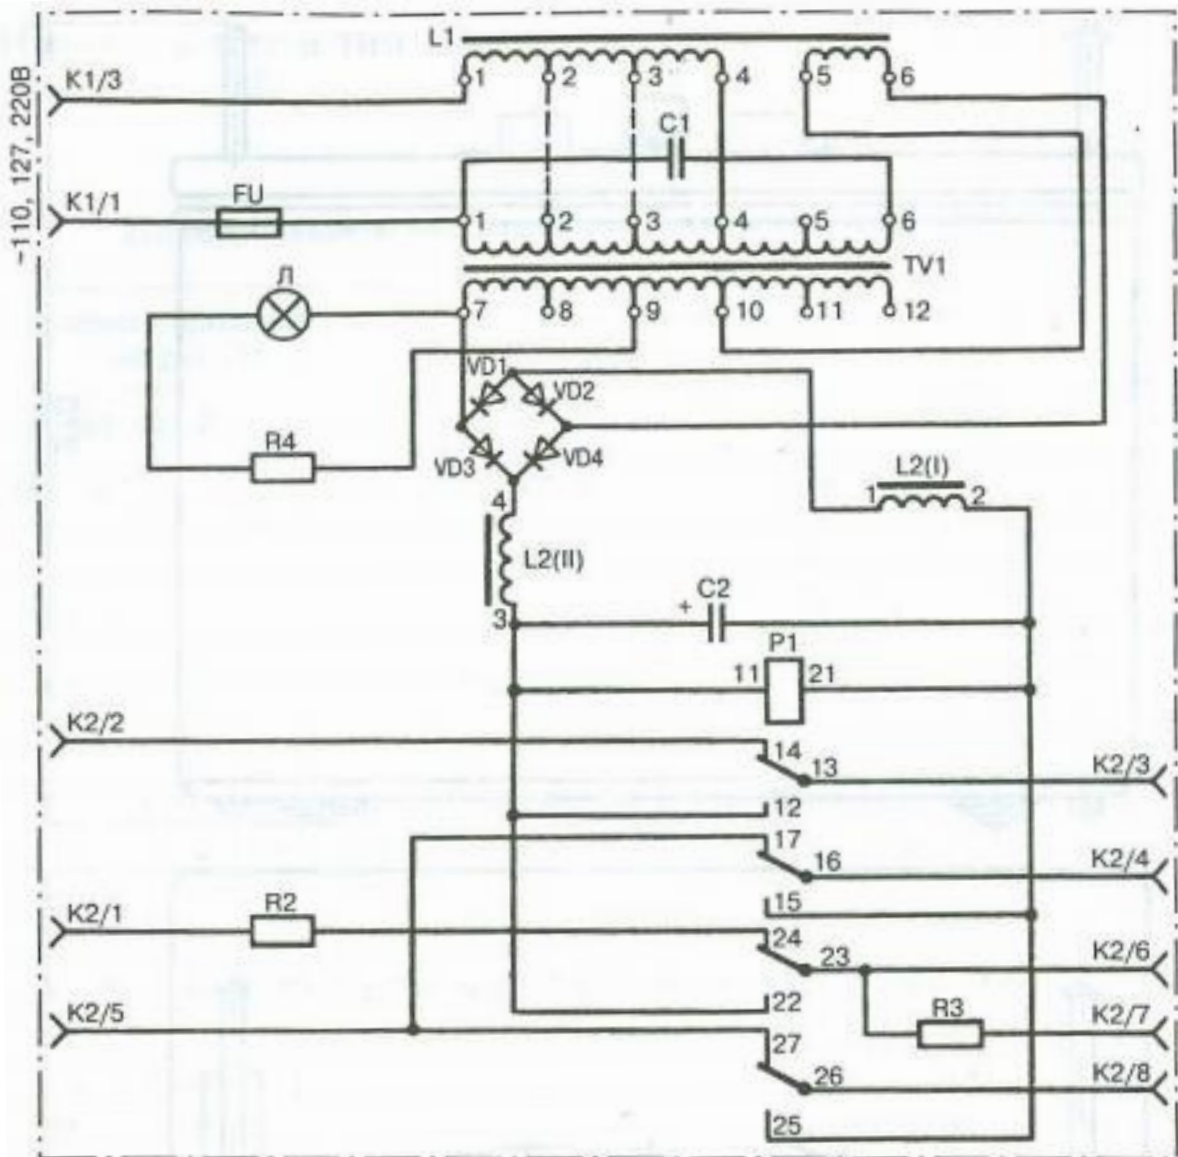 ~110, 127, 220В
L1
1 2 3 4 5 6
K1/3
C1
K1/1
FU
1 2 3 4 5 6
TV1
Л
7 8 9 10 11 12
VD1
VD2
R4
VD3
VD4
L2(I)
1 2
4
L2(II)
3
+ C2
P1
11 21
K2/2
14
13
K2/3
12
17
16
K2/4
15
K2/1
R2
24
23
K2/6
22
R3
K2/7
K2/5
27
26
K2/8
25